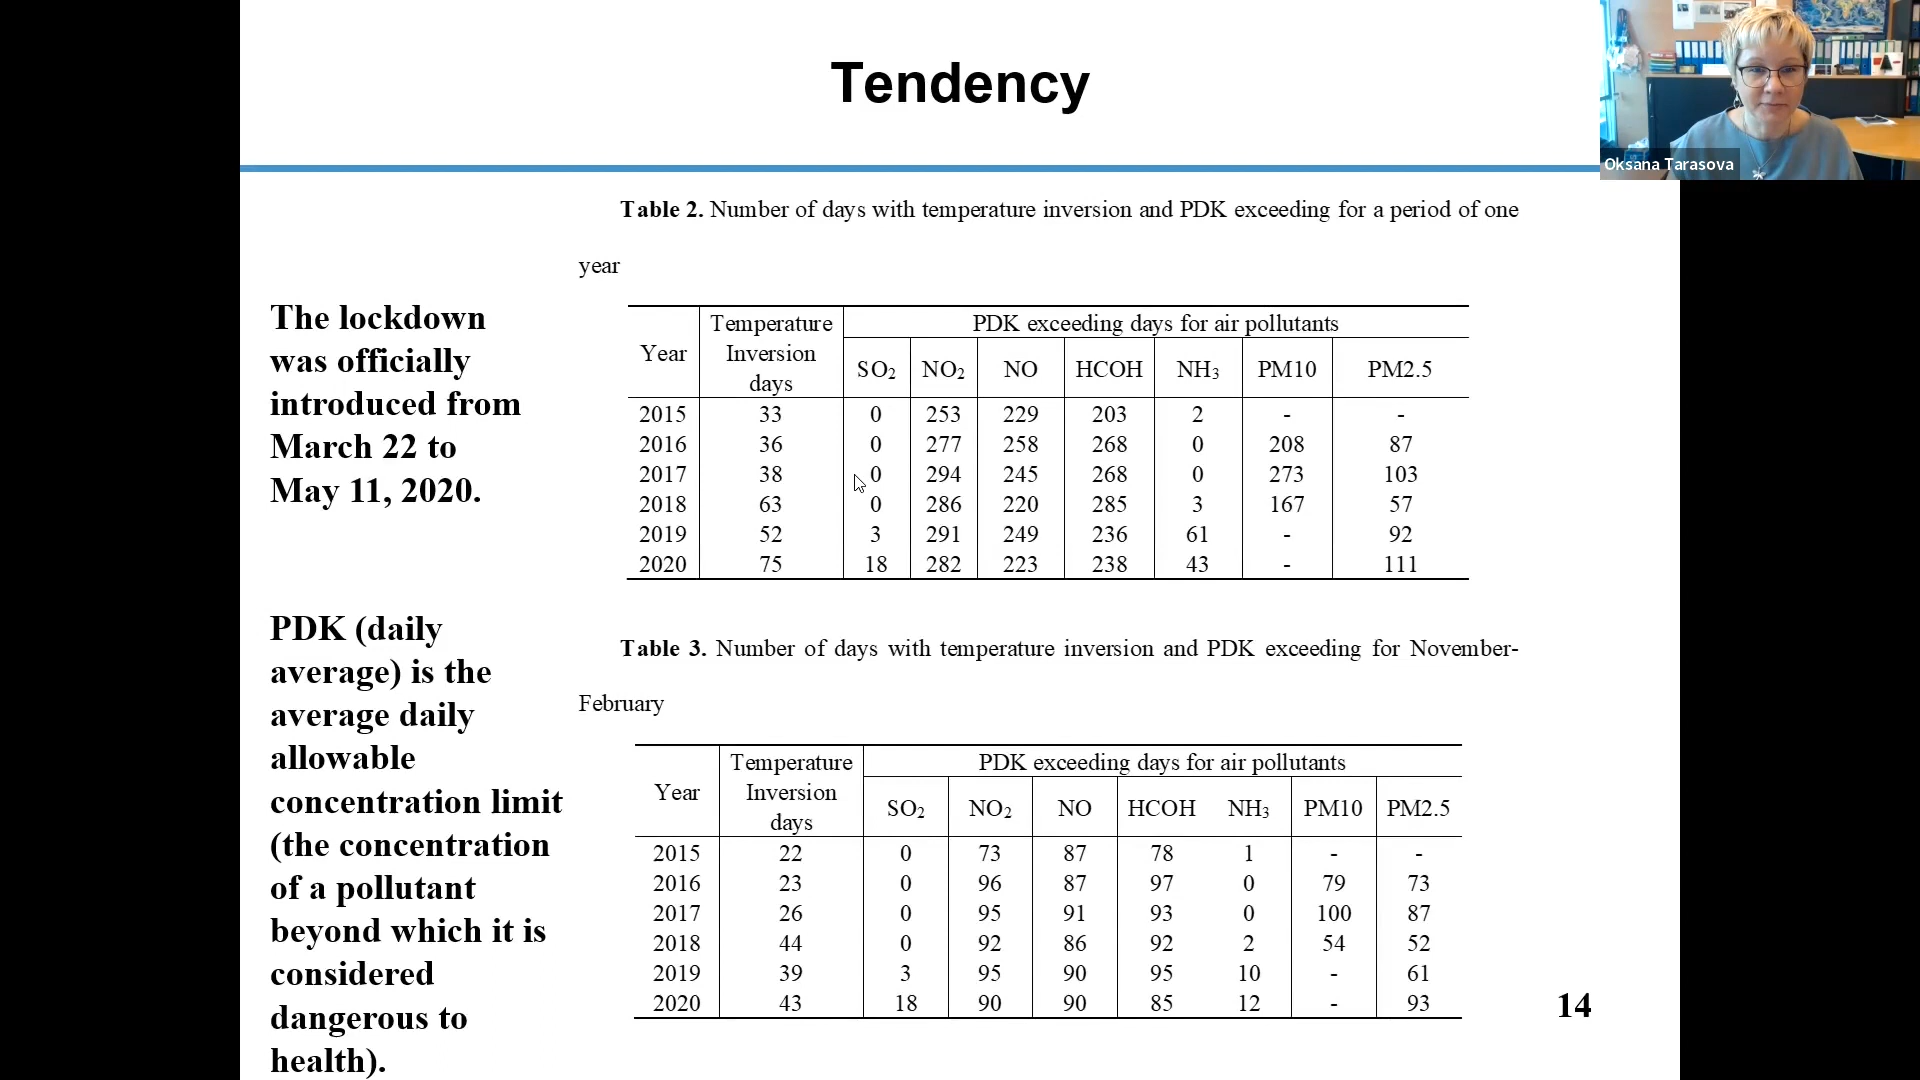 Tendency
Oksana Tarasova
Table 2. Number of days with temperature inversion and PDK exceeding for a period of one
year
The lockdown
was officially
introduced from
March 22 to
May 11, 2020.
PDK (daily
average) is the
average daily
allowable
concentration limit
(the concentration
of a pollutant
beyond which it is
considered
dangerous to
health).
Year Temperature Inversion days PDK exceeding days for air pollutants
SO₂ NO₂ NO HCOH NH₃ PM10 PM2.5
2015 33 0 253 229 203 2 - -
2016 36 0 277 258 268 0 208 87
2017 38 0 294 245 268 0 273 103
2018 63 0 286 220 285 3 167 57
2019 52 3 291 249 236 61 - 92
2020 75 18 282 223 238 43 - 111
Table 3. Number of days with temperature inversion and PDK exceeding for November-
February
Year Temperature Inversion days PDK exceeding days for air pollutants
SO₂ NO₂ NO HCOH NH₃ PM10 PM2.5
2015 22 0 73 87 78 1 - -
2016 23 0 96 87 97 0 79 73
2017 26 0 95 91 93 0 100 87
2018 44 0 92 86 92 2 54 52
2019 39 3 95 90 95 10 - 61
2020 43 18 90 90 85 12 - 93
14